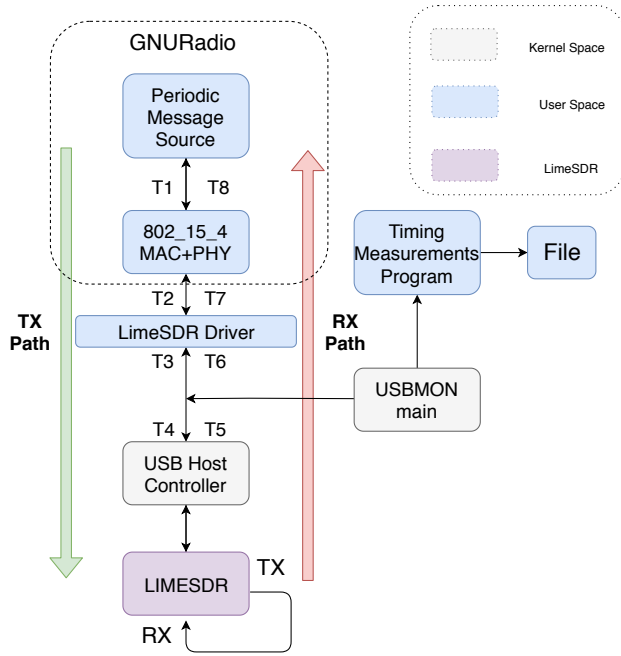 GNURadio
Kernel Space
User Space
LimeSDR
Periodic
Message
Source
T1 T8
802_15_4
MAC+PHY
Timing
Measurements
Program
File
T2 T7
TX
Path
LimeSDR Driver
RX
Path
T3 T6
USBMON
main
T4 T5
USB Host
Controller
LIMESDR
TX
RX